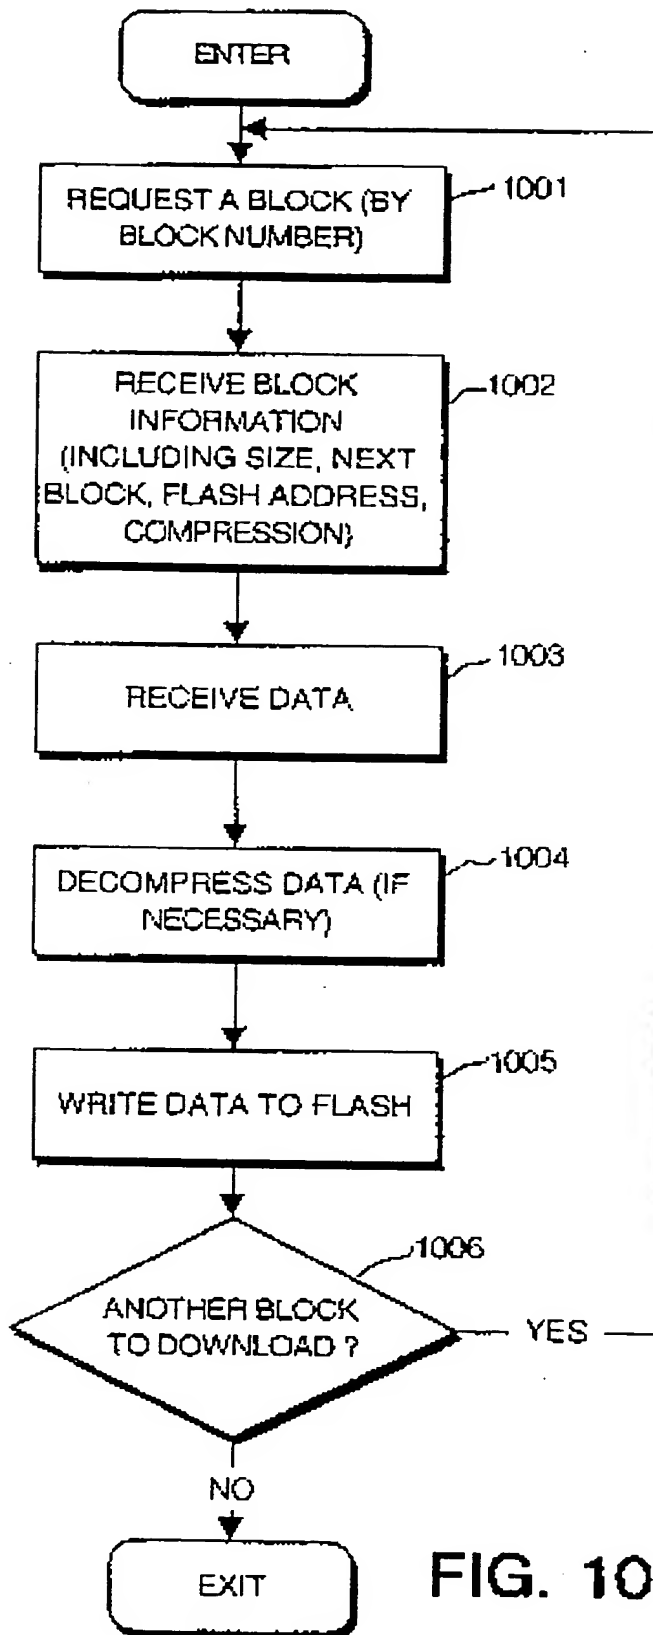 ENTER
REQUEST A BLOCK (BY
BLOCK NUMBER)
1001
RECEIVE BLOCK
INFORMATION
(INCLUDING SIZE, NEXT
BLOCK, FLASH ADDRESS,
COMPRESSION)
1002
RECEIVE DATA
1003
DECOMPRESS DATA (IF
NECESSARY)
1004
WRITE DATA TO FLASH
1005
ANOTHER BLOCK
TO DOWNLOAD ?
1006
YES
NO
EXIT
FIG. 10